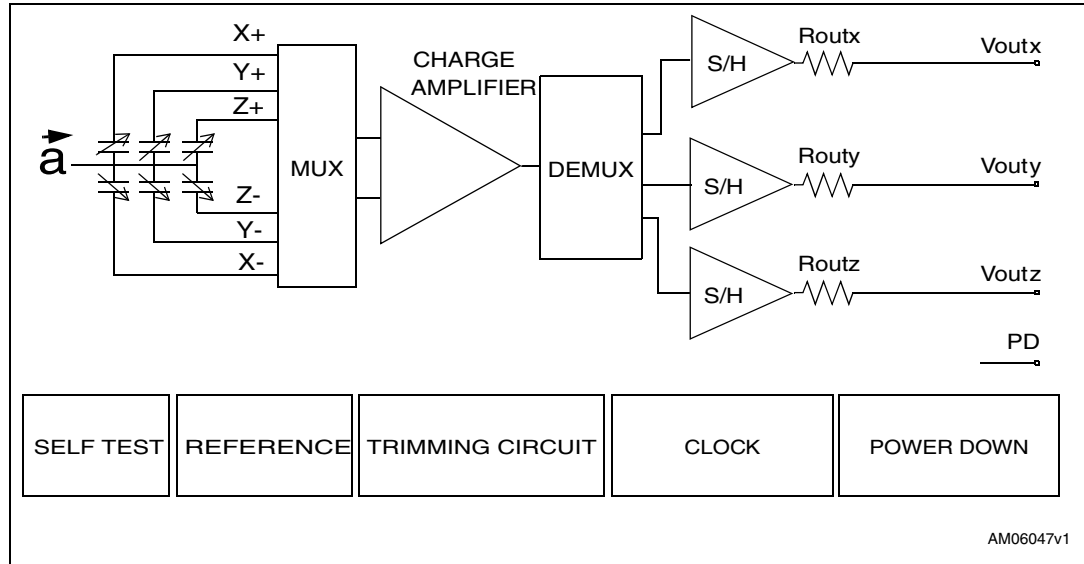 X+
Y+
Z+
a
Z-
Y-
X-
MUX
CHARGE
AMPLIFIER
DEMUX
S/H
Routx
Voutx
S/H
Routy
Vouty
S/H
Routz
Voutz
PD
SELF TEST
REFERENCE
TRIMMING CIRCUIT
CLOCK
POWER DOWN
AM06047v1